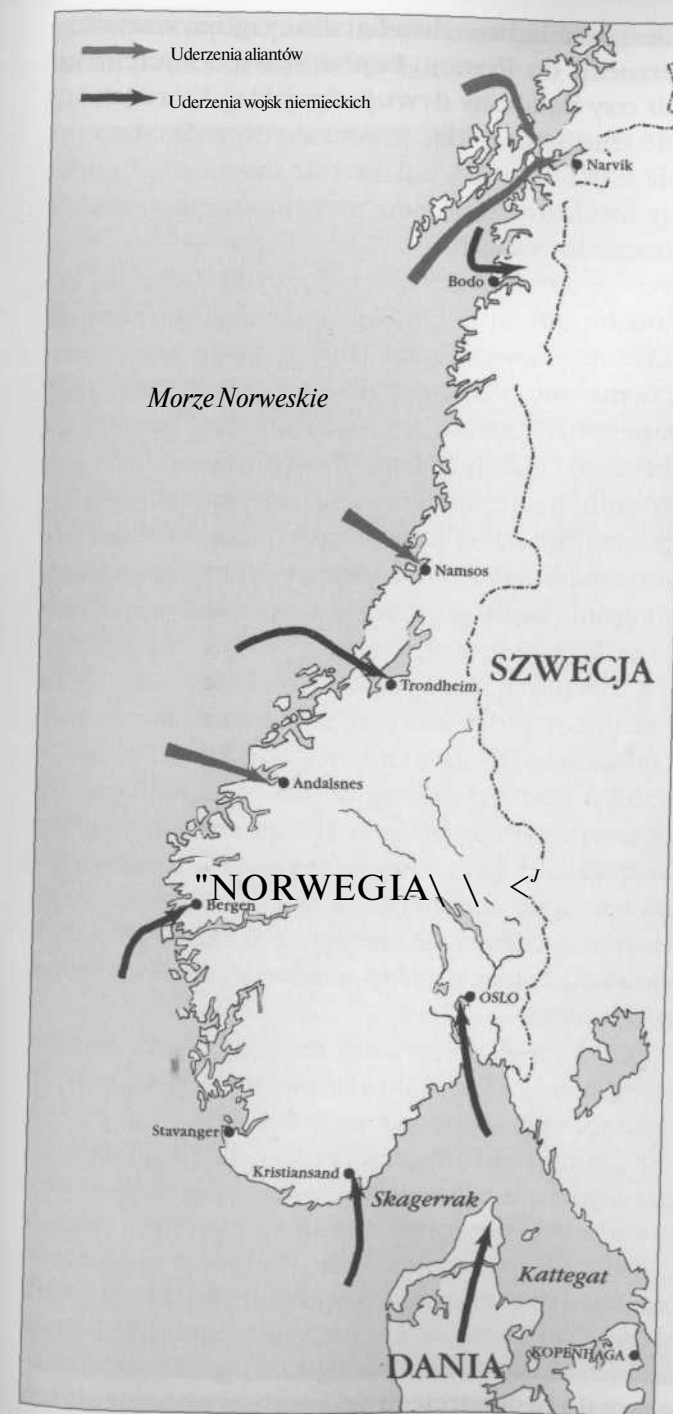 Uderzenia aliantów
Uderzenia wojsk niemieckich
Narvik
Bodo
Morze Norweskie
Namsos
SZWECJA
Trondheim
Andalsnes
"NORWEGIA\ \ <J
Bergen
OSLO
Stavanger
Kristiansand
Skagerrak
Kattegat
DANIA
KOPENHAGA